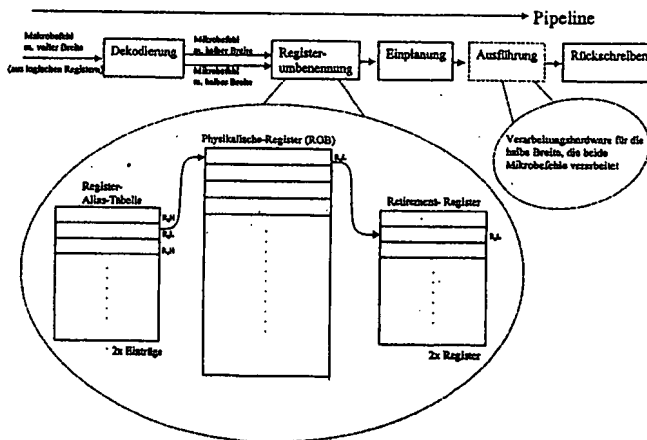 Pipeline
Makrobefehl
m. voller Breite
(aus logischen Registern)
Dekodierung
Mikrobefehl
m. halber Breite
Mikrobefehl
m. halber Breite
Register-
umbenennung
Einplanung
Ausführung
Rückschreiben
Verarbeitungshardware für die
halbe Breite, die beide
Mikrobefehle verarbeitet
Physikalische-Register (ROB)
Register-
Alias-Tabelle
Retirement- Register
2x Einträge
2x Register